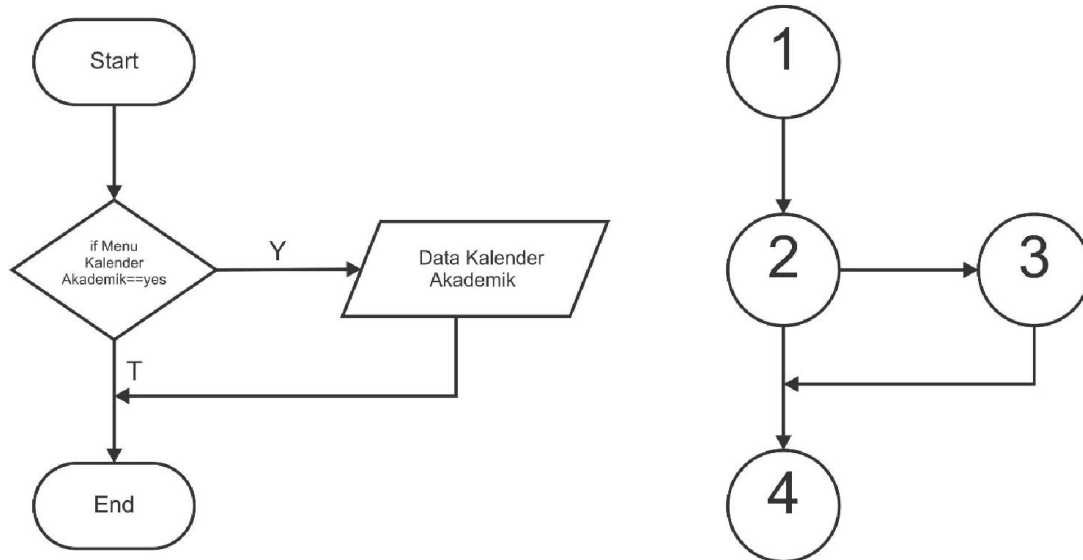 Start
if Menu
Kalender
Akademik==yes
Y
Data Kalender
Akademik
T
End
1
2
3
4